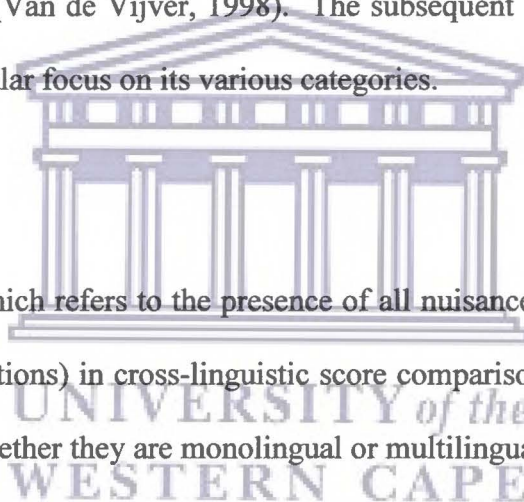 (Van de Vijver, 1998). The subsequent
lar focus on its various categories.
hich refers to the presence of all nuisance
tions) in cross-linguistic score compariso
UNIVERSITY of the
ether they are monolingual or multilingua
WESTERN CAPE